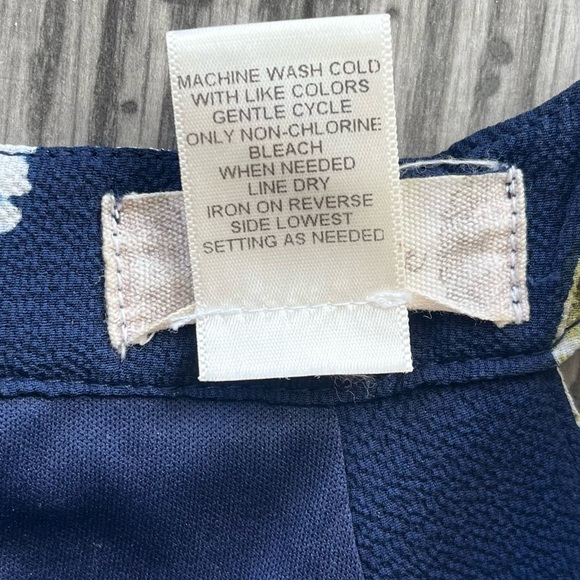 MACHINE WASH COLD
WITH LIKE COLORS
GENTLE CYCLE
ONLY NON-CHLORINE
BLEACH
WHEN NEEDED
LINE DRY
IRON ON REVERSE
SIDE LOWEST
SETTING AS NEEDED